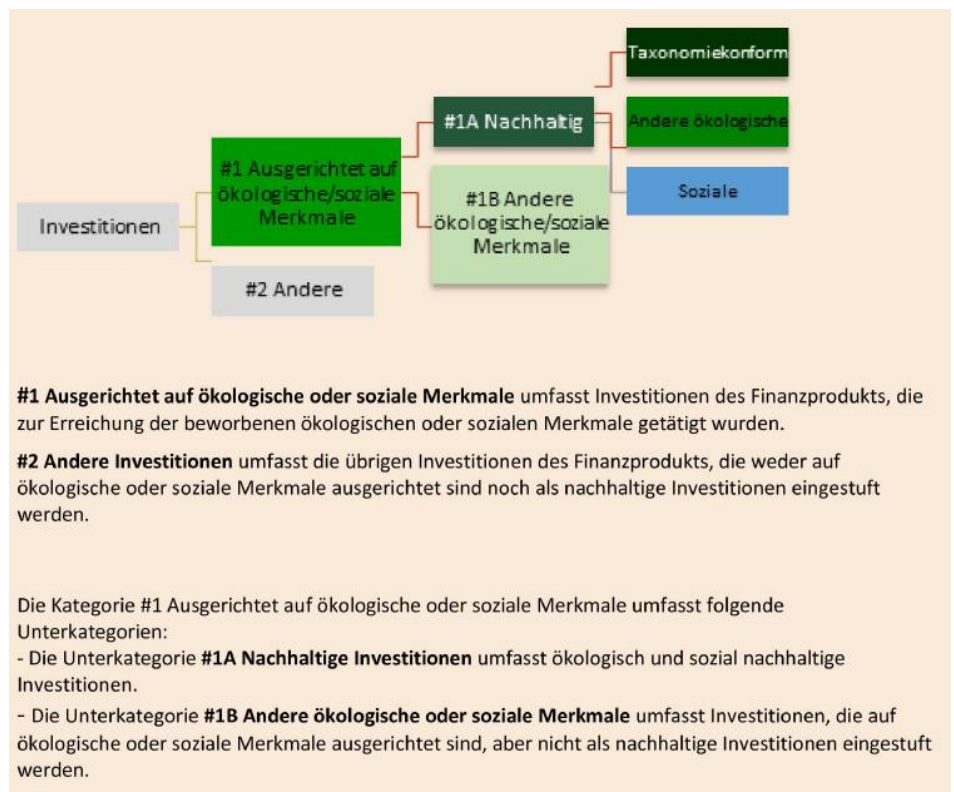 Taxonomiekonform
#1A Nachhaltig
Andere ökologische
#1 Ausgerichtet auf
ökologische/soziale
Merkmale
#1B Andere
ökologische/soziale
Merkmale
Soziale
Investitionen
#2 Andere
#1 Ausgerichtet auf ökologische oder soziale Merkmale umfasst Investitionen des Finanzprodukts, die
zur Erreichung der beworbenen ökologischen oder sozialen Merkmale getätigt wurden.
#2 Andere Investitionen umfasst die übrigen Investitionen des Finanzprodukts, die weder auf
ökologische oder soziale Merkmale ausgerichtet sind noch als nachhaltige Investitionen eingestuft
werden.
Die Kategorie #1 Ausgerichtet auf ökologische oder soziale Merkmale umfasst folgende
Unterkategorien:
- Die Unterkategorie #1A Nachhaltige Investitionen umfasst ökologisch und sozial nachhaltige
Investitionen.
- Die Unterkategorie #1B Andere ökologische oder soziale Merkmale umfasst Investitionen, die auf
ökologische oder soziale Merkmale ausgerichtet sind, aber nicht als nachhaltige Investitionen eingestuft
werden.